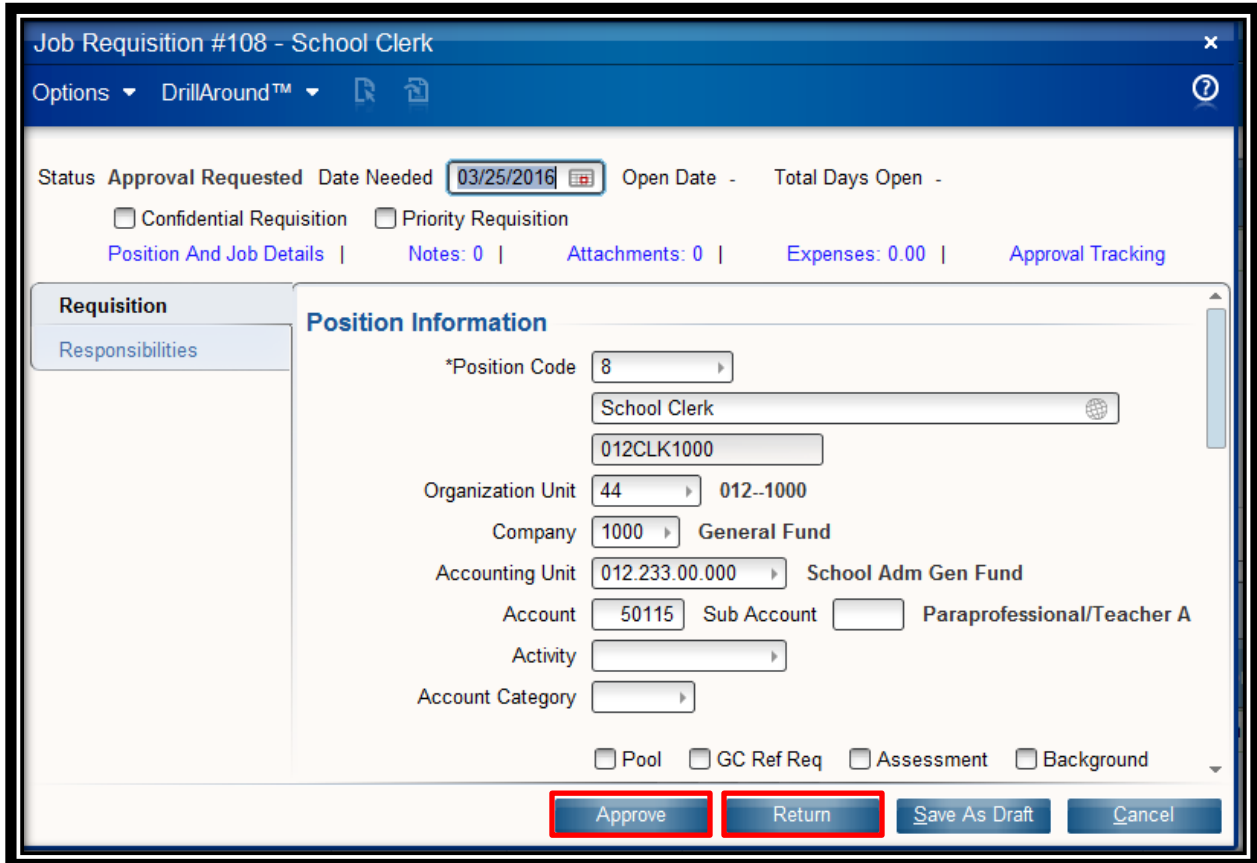 Job Requisition #108 - School Clerk ×
Options DrillAround™ ?
Status Approval Requested Date Needed 03/25/2016 Open Date - Total Days Open -
Confidential Requisition Priority Requisition
Position And Job Details | Notes: 0 | Attachments: 0 | Expenses: 0.00 | Approval Tracking
Requisition
Responsibilities
Position Information
*Position Code 8
School Clerk
012CLK1000
Organization Unit 44 012--1000
Company 1000 General Fund
Accounting Unit 012.233.00.000 School Adm Gen Fund
Account 50115 Sub Account Paraprofessional/Teacher A
Activity
Account Category
Pool GC Ref Req Assessment Background
Approve Return Save As Draft Cancel